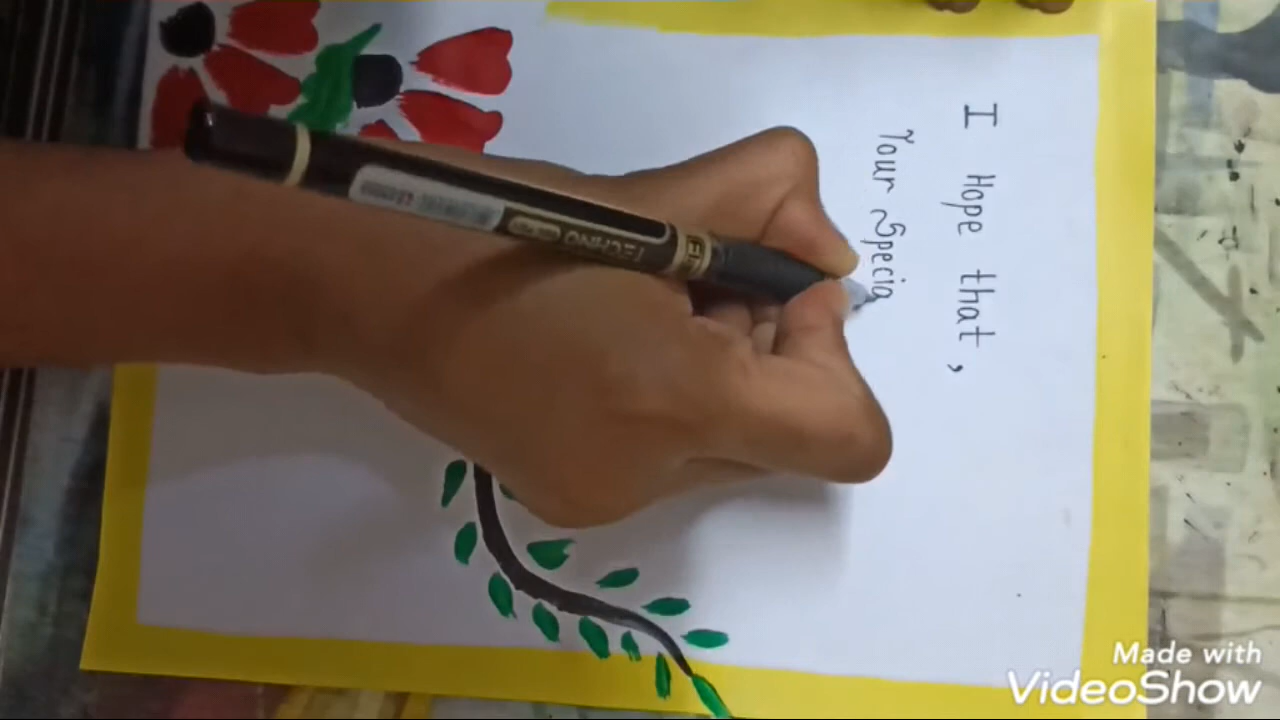 I Hope that,
Your Specia
TECHNO
Made with
VideoShow